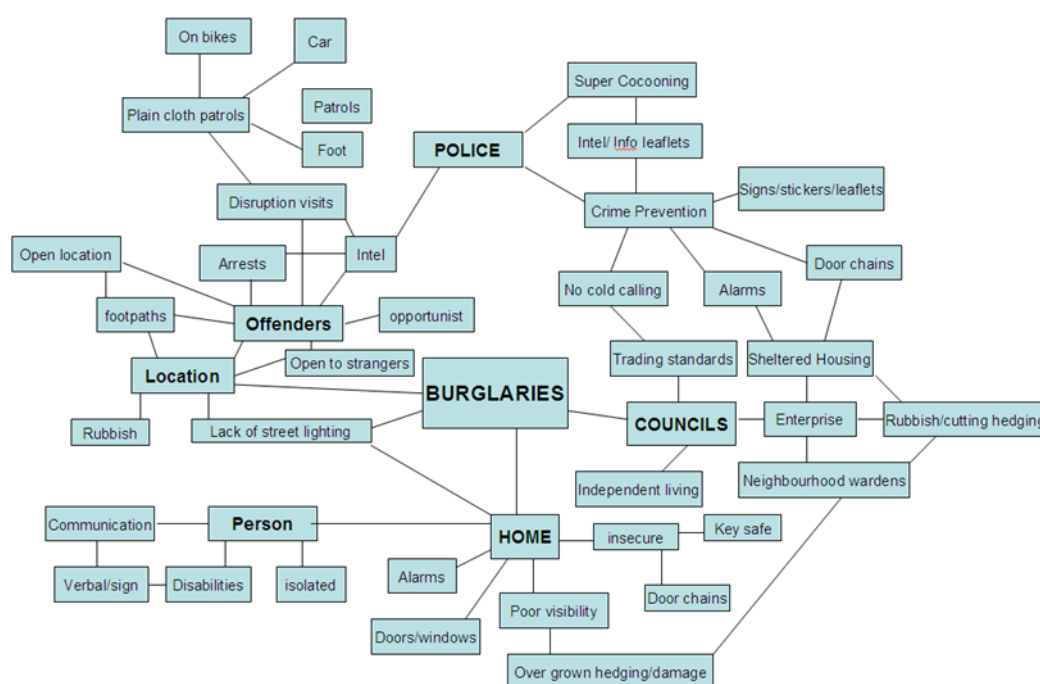 On bikes
Car
Super Cocooning
Plain cloth patrols
Patrols
Foot
POLICE
Intel/ Info leaflets
Signs/stickers/leaflets
Disruption visits
Crime Prevention
Open location
Arrests
Intel
Door chains
No cold calling
Alarms
footpaths
Offenders
opportunist
Open to strangers
Trading standards
Sheltered Housing
Location
BURGLARIES
Rubbish
Lack of street lighting
COUNCILS
Enterprise
Rubbish/cutting hedging
Independent living
Neighbourhood wardens
Communication
Person
HOME
insecure
Key safe
Verbal/sign
Disabilities
isolated
Alarms
Door chains
Poor visibility
Doors/windows
Over grown hedging/damage